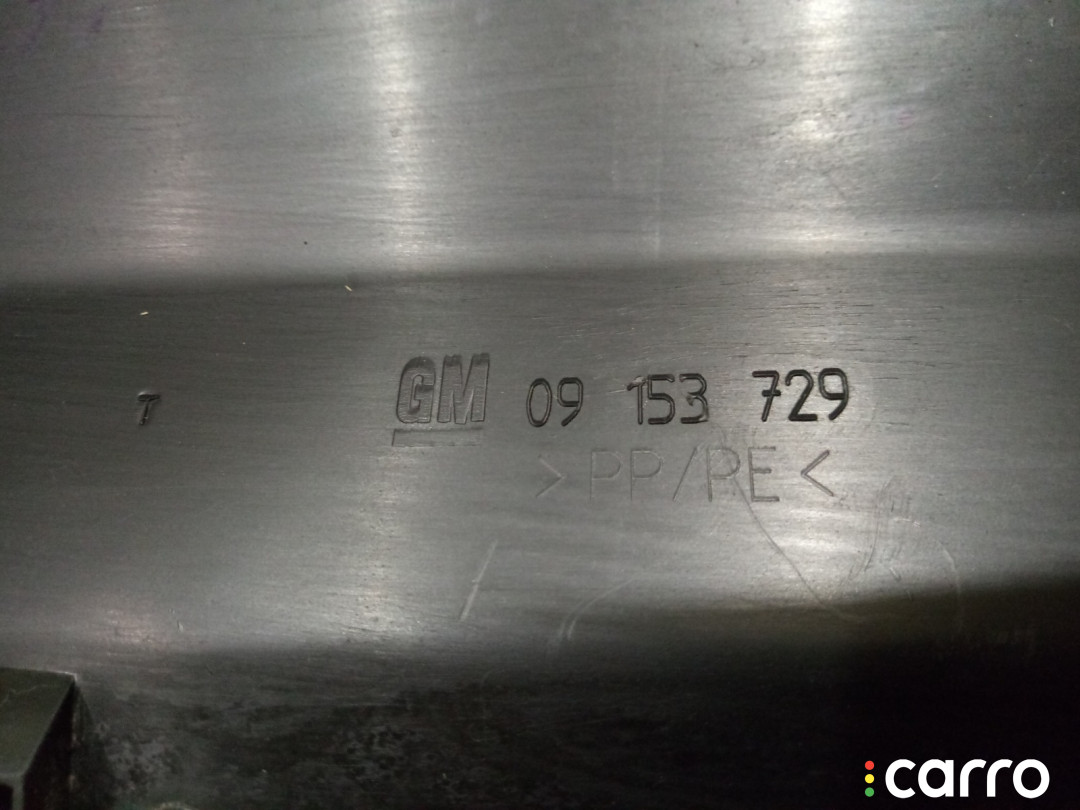 T GM 09 153 729
>PP/PE<
carro